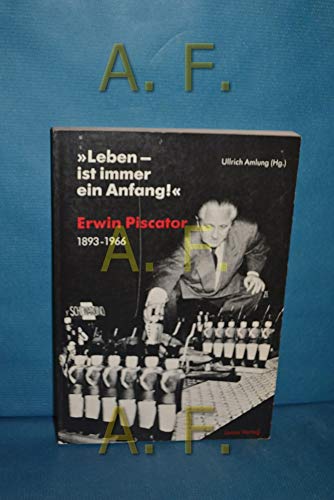 A. F.
»Leben –
ist immer
ein Anfang!«
Ullrich Amlung (Hg.)
Erwin Piscator
1893-1966
A. F.
A. F.